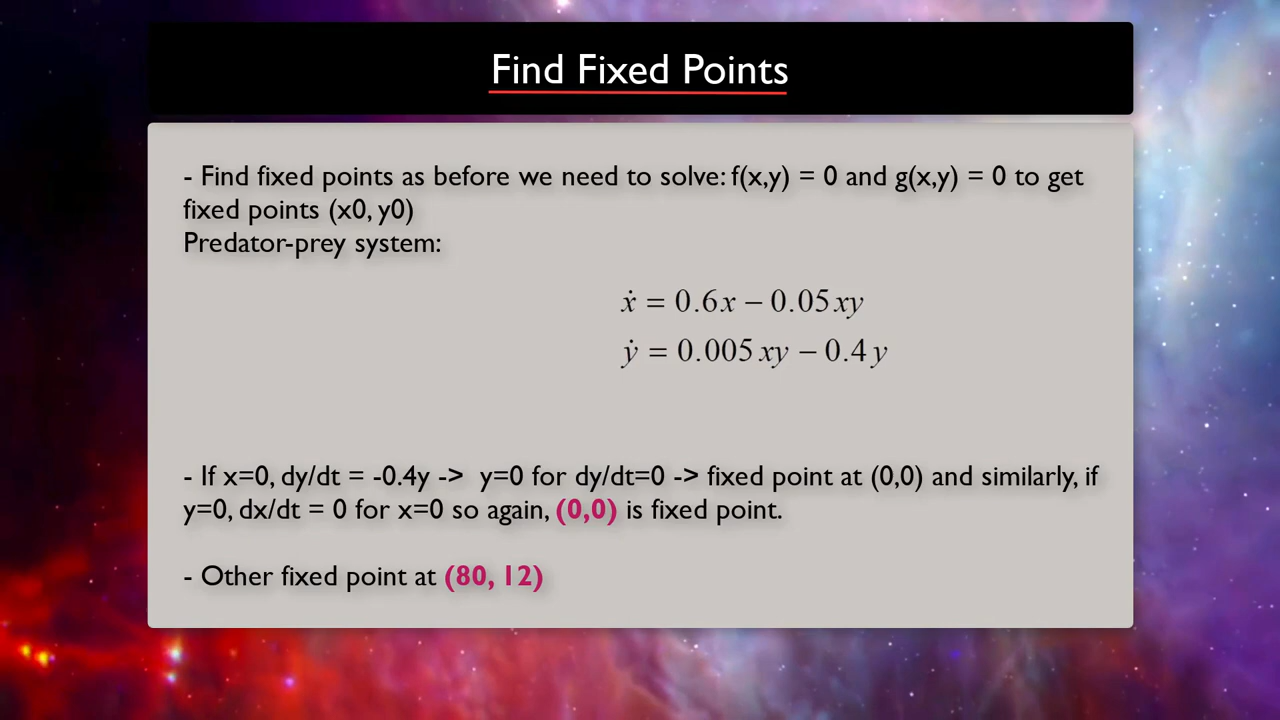 Find Fixed Points
- Find fixed points as before we need to solve: f(x,y) = 0 and g(x,y) = 0 to get
fixed points (x0, y0)
Predator-prey system:
ẋ = 0.6x − 0.05xy
ẏ = 0.005xy − 0.4y
- If x=0, dy/dt = -0.4y -> y=0 for dy/dt=0 -> fixed point at (0,0) and similarly, if
y=0, dx/dt = 0 for x=0 so again, (0,0) is fixed point.
- Other fixed point at (80, 12)